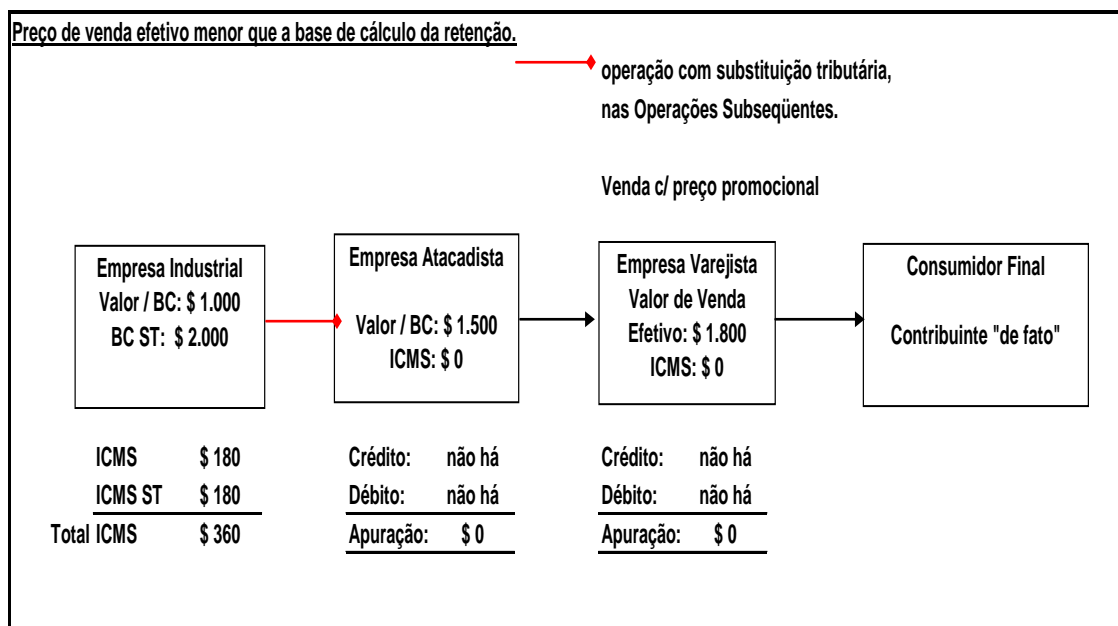 Preço de venda efetivo menor que a base de cálculo da retenção.
operação com substituição tributária,
nas Operações Subseqüentes.
Venda c/ preço promocional
Empresa Industrial
Valor / BC: $ 1.000
BC ST: $ 2.000
Empresa Atacadista
Valor / BC: $ 1.500
ICMS: $ 0
Empresa Varejista
Valor de Venda
Efetivo: $ 1.800
ICMS: $ 0
Consumidor Final
Contribuinte "de fato"
ICMS $ 180
ICMS ST $ 180
Total ICMS $ 360
Crédito: não há
Débito: não há
Apuração: $ 0
Crédito: não há
Débito: não há
Apuração: $ 0